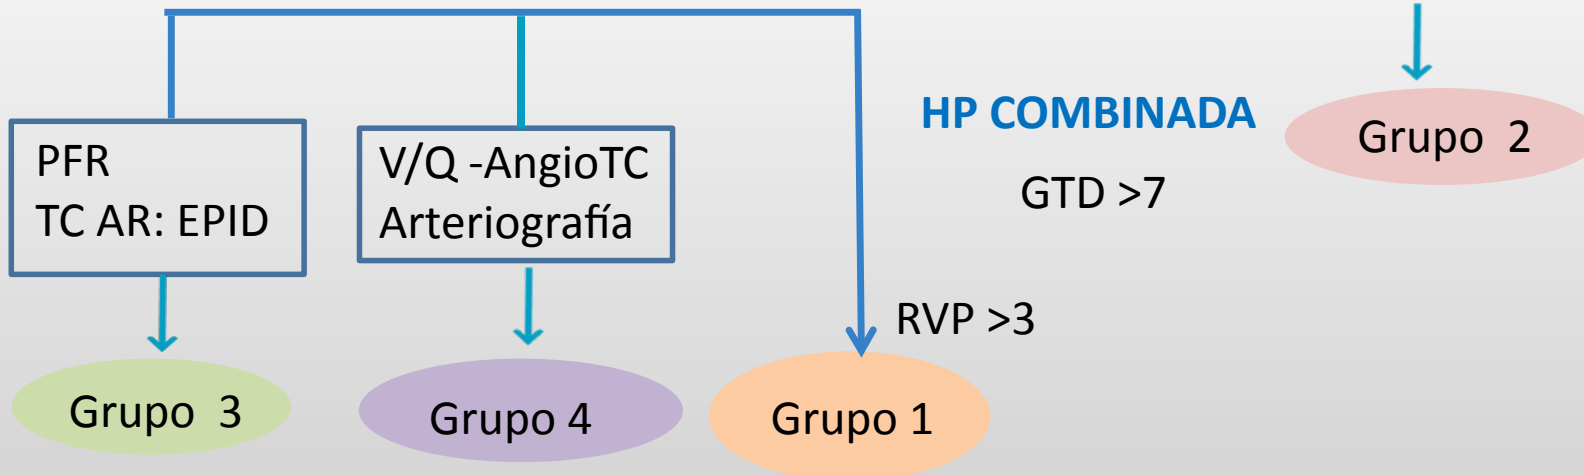 PFR
TC AR: EPID
V/Q -AngioTC
Arteriografía
HP COMBINADA
GTD >7
RVP >3
Grupo  2
Grupo  3
Grupo 4
Grupo 1